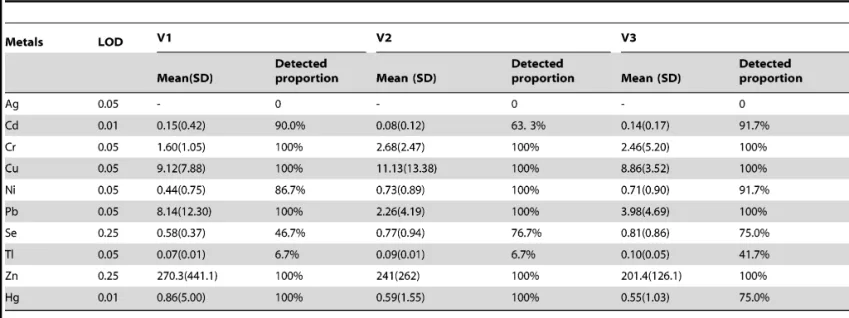 Metals LOD V1 V2 V3
Mean(SD) Detected proportion Mean (SD) Detected proportion Mean (SD) Detected proportion
Ag 0.05 - 0 - 0 - 0
Cd 0.01 0.15(0.42) 90.0% 0.08(0.12) 63. 3% 0.14(0.17) 91.7%
Cr 0.05 1.60(1.05) 100% 2.68(2.47) 100% 2.46(5.20) 100%
Cu 0.05 9.12(7.88) 100% 11.13(13.38) 100% 8.86(3.52) 100%
Ni 0.05 0.44(0.75) 86.7% 0.73(0.89) 100% 0.71(0.90) 91.7%
Pb 0.05 8.14(12.30) 100% 2.26(4.19) 100% 3.98(4.69) 100%
Se 0.25 0.58(0.37) 46.7% 0.77(0.94) 76.7% 0.81(0.86) 75.0%
Tl 0.05 0.07(0.01) 6.7% 0.09(0.01) 6.7% 0.10(0.05) 41.7%
Zn 0.25 270.3(441.1) 100% 241(262) 100% 201.4(126.1) 100%
Hg 0.01 0.86(5.00) 100% 0.59(1.55) 100% 0.55(1.03) 75.0%